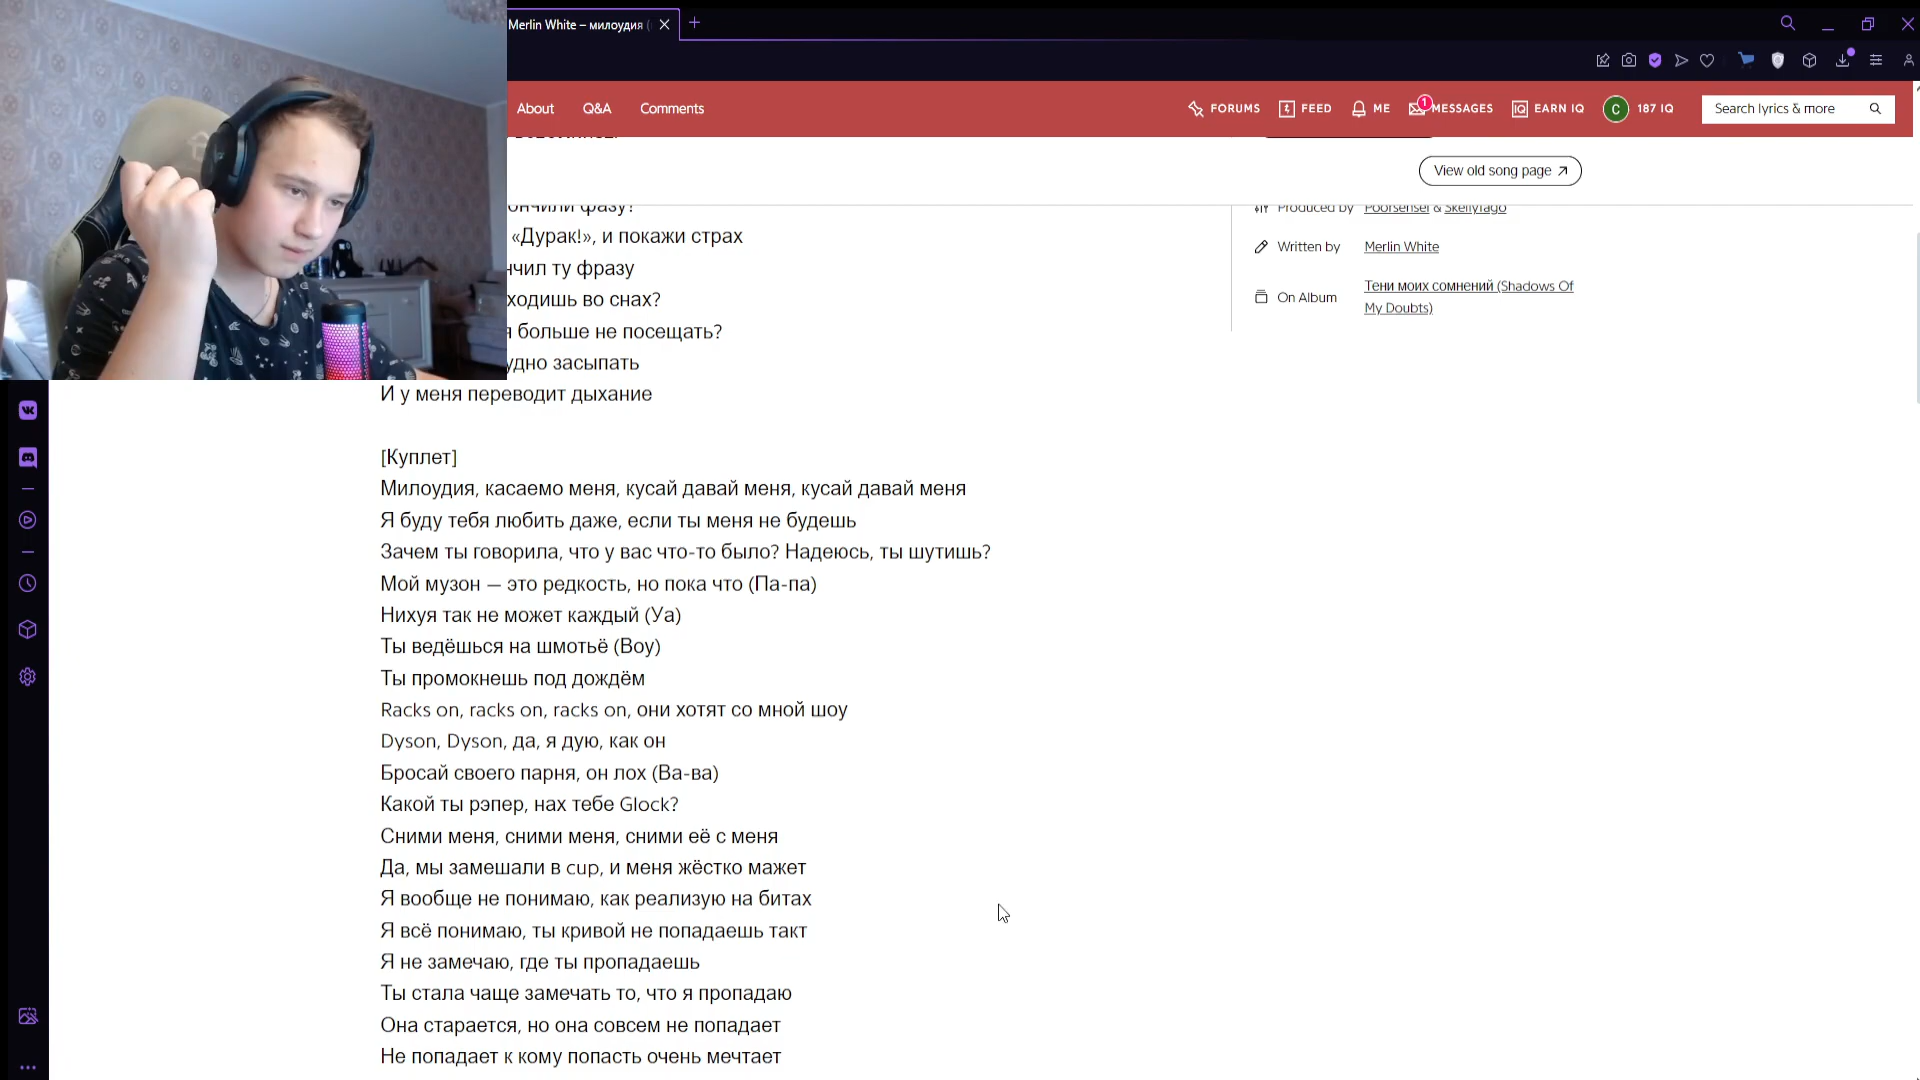 Merlin White – милоудия (
About Q&A Comments
FORUMS FEED ME 1 MESSAGES EARN IQ C 187 IQ Search lyrics & more
View old song page
ончили фазу!
«Дурак!», и покажи страх
нчил ту фразу
ходишь во снах?
я больше не посещать?
удно засыпать
И у меня переводит дыхание
Produced by Poorsensei & Skellytago
Written by Merlin White
On Album Тени моих сомнений (Shadows Of
My Doubts)
[Куплет]
Милоудия, касаемо меня, кусай давай меня, кусай давай меня
Я буду тебя любить даже, если ты меня не будешь
Зачем ты говорила, что у вас что-то было? Надеюсь, ты шутишь?
Мой музон — это редкость, но пока что (Па-па)
Нихуя так не может каждый (Уа)
Ты ведёшься на шмотьё (Воу)
Ты промокнешь под дождём
Racks on, racks on, racks on, они хотят со мной шоу
Dyson, Dyson, да, я дую, как он
Бросай своего парня, он лох (Ва-ва)
Какой ты рэпер, нах тебе Glock?
Сними меня, сними меня, сними её с меня
Да, мы замешали в cup, и меня жёстко мажет
Я вообще не понимаю, как реализую на битах
Я всё понимаю, ты кривой не попадаешь такт
Я не замечаю, где ты пропадаешь
Ты стала чаще замечать то, что я пропадаю
Она старается, но она совсем не попадает
Не попадает к кому попасть очень мечтает